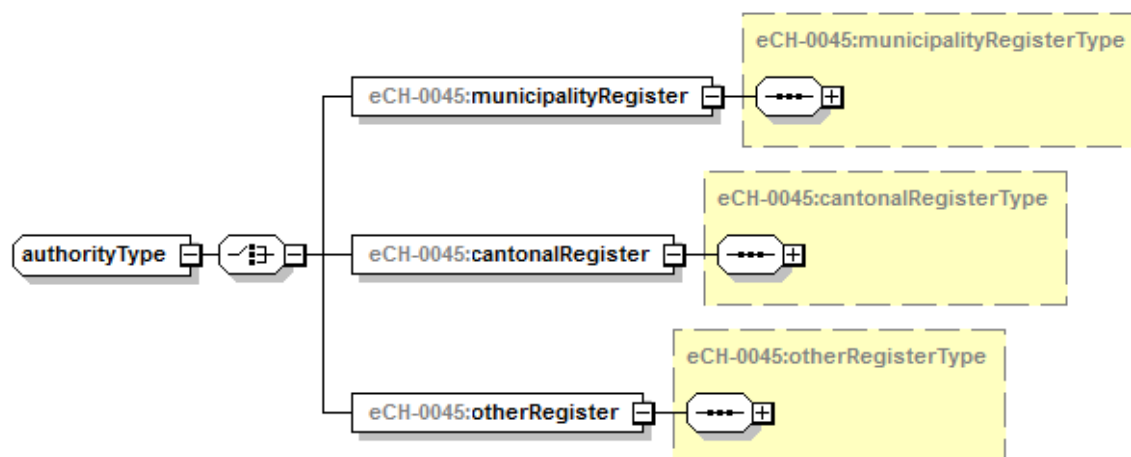 eCH-0045:municipalityRegisterType
eCH-0045:municipalityRegister
eCH-0045:cantonalRegisterType
authorityType
eCH-0045:cantonalRegister
eCH-0045:otherRegisterType
eCH-0045:otherRegister